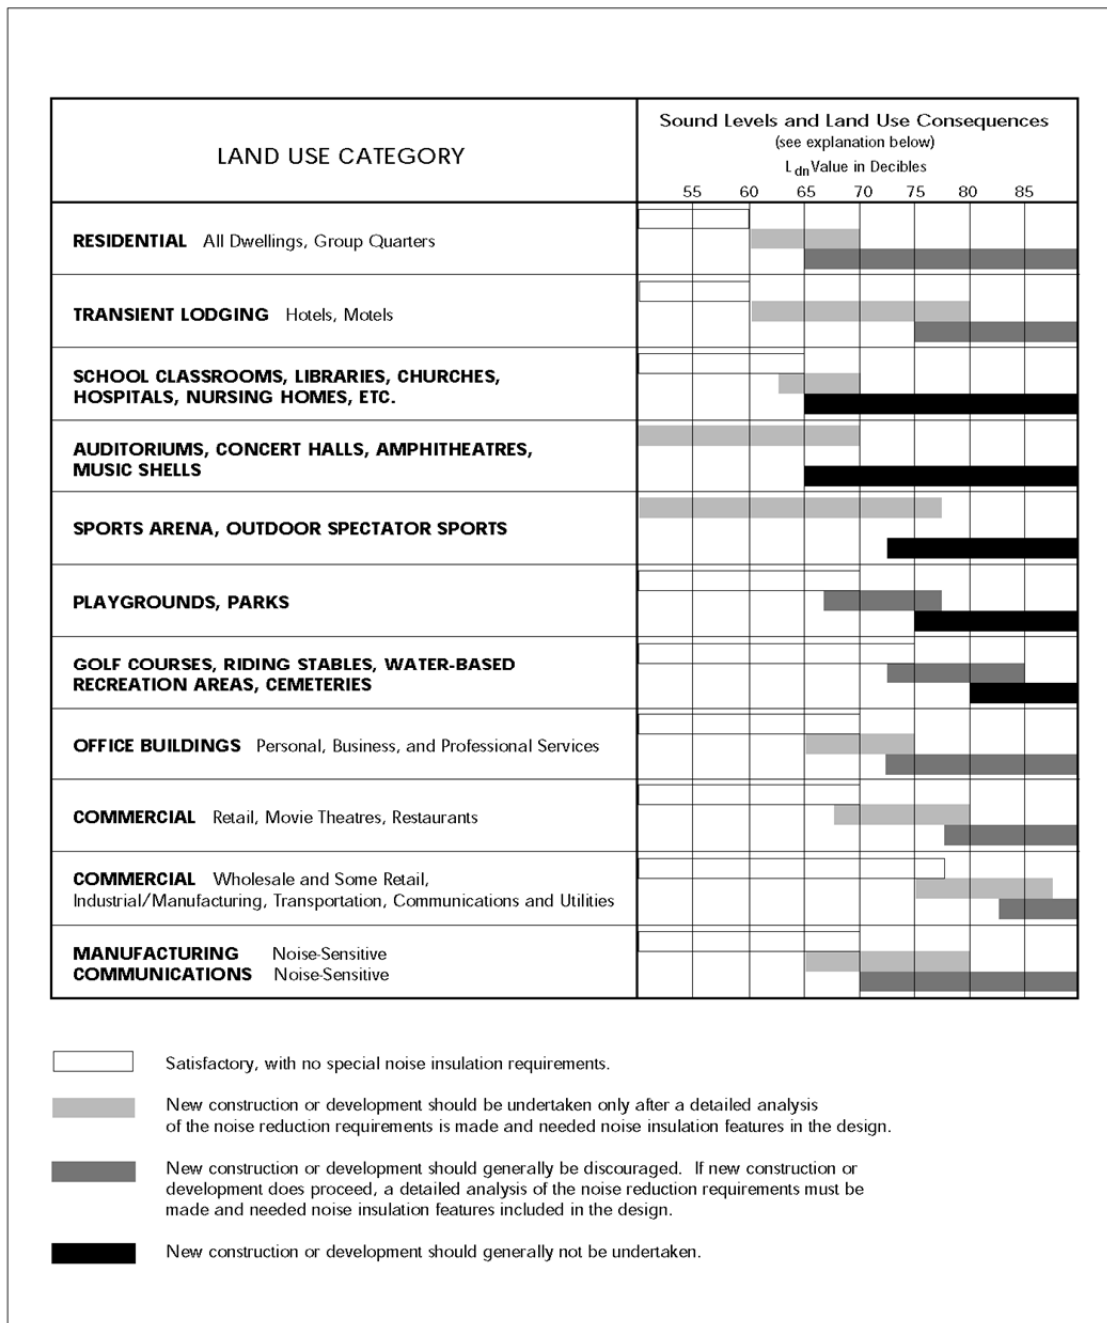 LAND USE CATEGORY
Sound Levels and Land Use Consequences
(see explanation below)
L dn Value in Decibles
55 60 65 70 75 80 85
RESIDENTIAL All Dwellings, Group Quarters
TRANSIENT LODGING Hotels, Motels
SCHOOL CLASSROOMS, LIBRARIES, CHURCHES,
HOSPITALS, NURSING HOMES, ETC.
AUDITORIUMS, CONCERT HALLS, AMPHITHEATRES,
MUSIC SHELLS
SPORTS ARENA, OUTDOOR SPECTATOR SPORTS
PLAYGROUNDS, PARKS
GOLF COURSES, RIDING STABLES, WATER-BASED
RECREATION AREAS, CEMETERIES
OFFICE BUILDINGS Personal, Business, and Professional Services
COMMERCIAL Retail, Movie Theatres, Restaurants
COMMERCIAL Wholesale and Some Retail,
Industrial/Manufacturing, Transportation, Communications and Utilities
MANUFACTURING Noise-Sensitive
COMMUNICATIONS Noise-Sensitive
Satisfactory, with no special noise insulation requirements.
New construction or development should be undertaken only after a detailed analysis
of the noise reduction requirements is made and needed noise insulation features in the design.
New construction or development should generally be discouraged. If new construction or
development does proceed, a detailed analysis of the noise reduction requirements must be
made and needed noise insulation features included in the design.
New construction or development should generally not be undertaken.